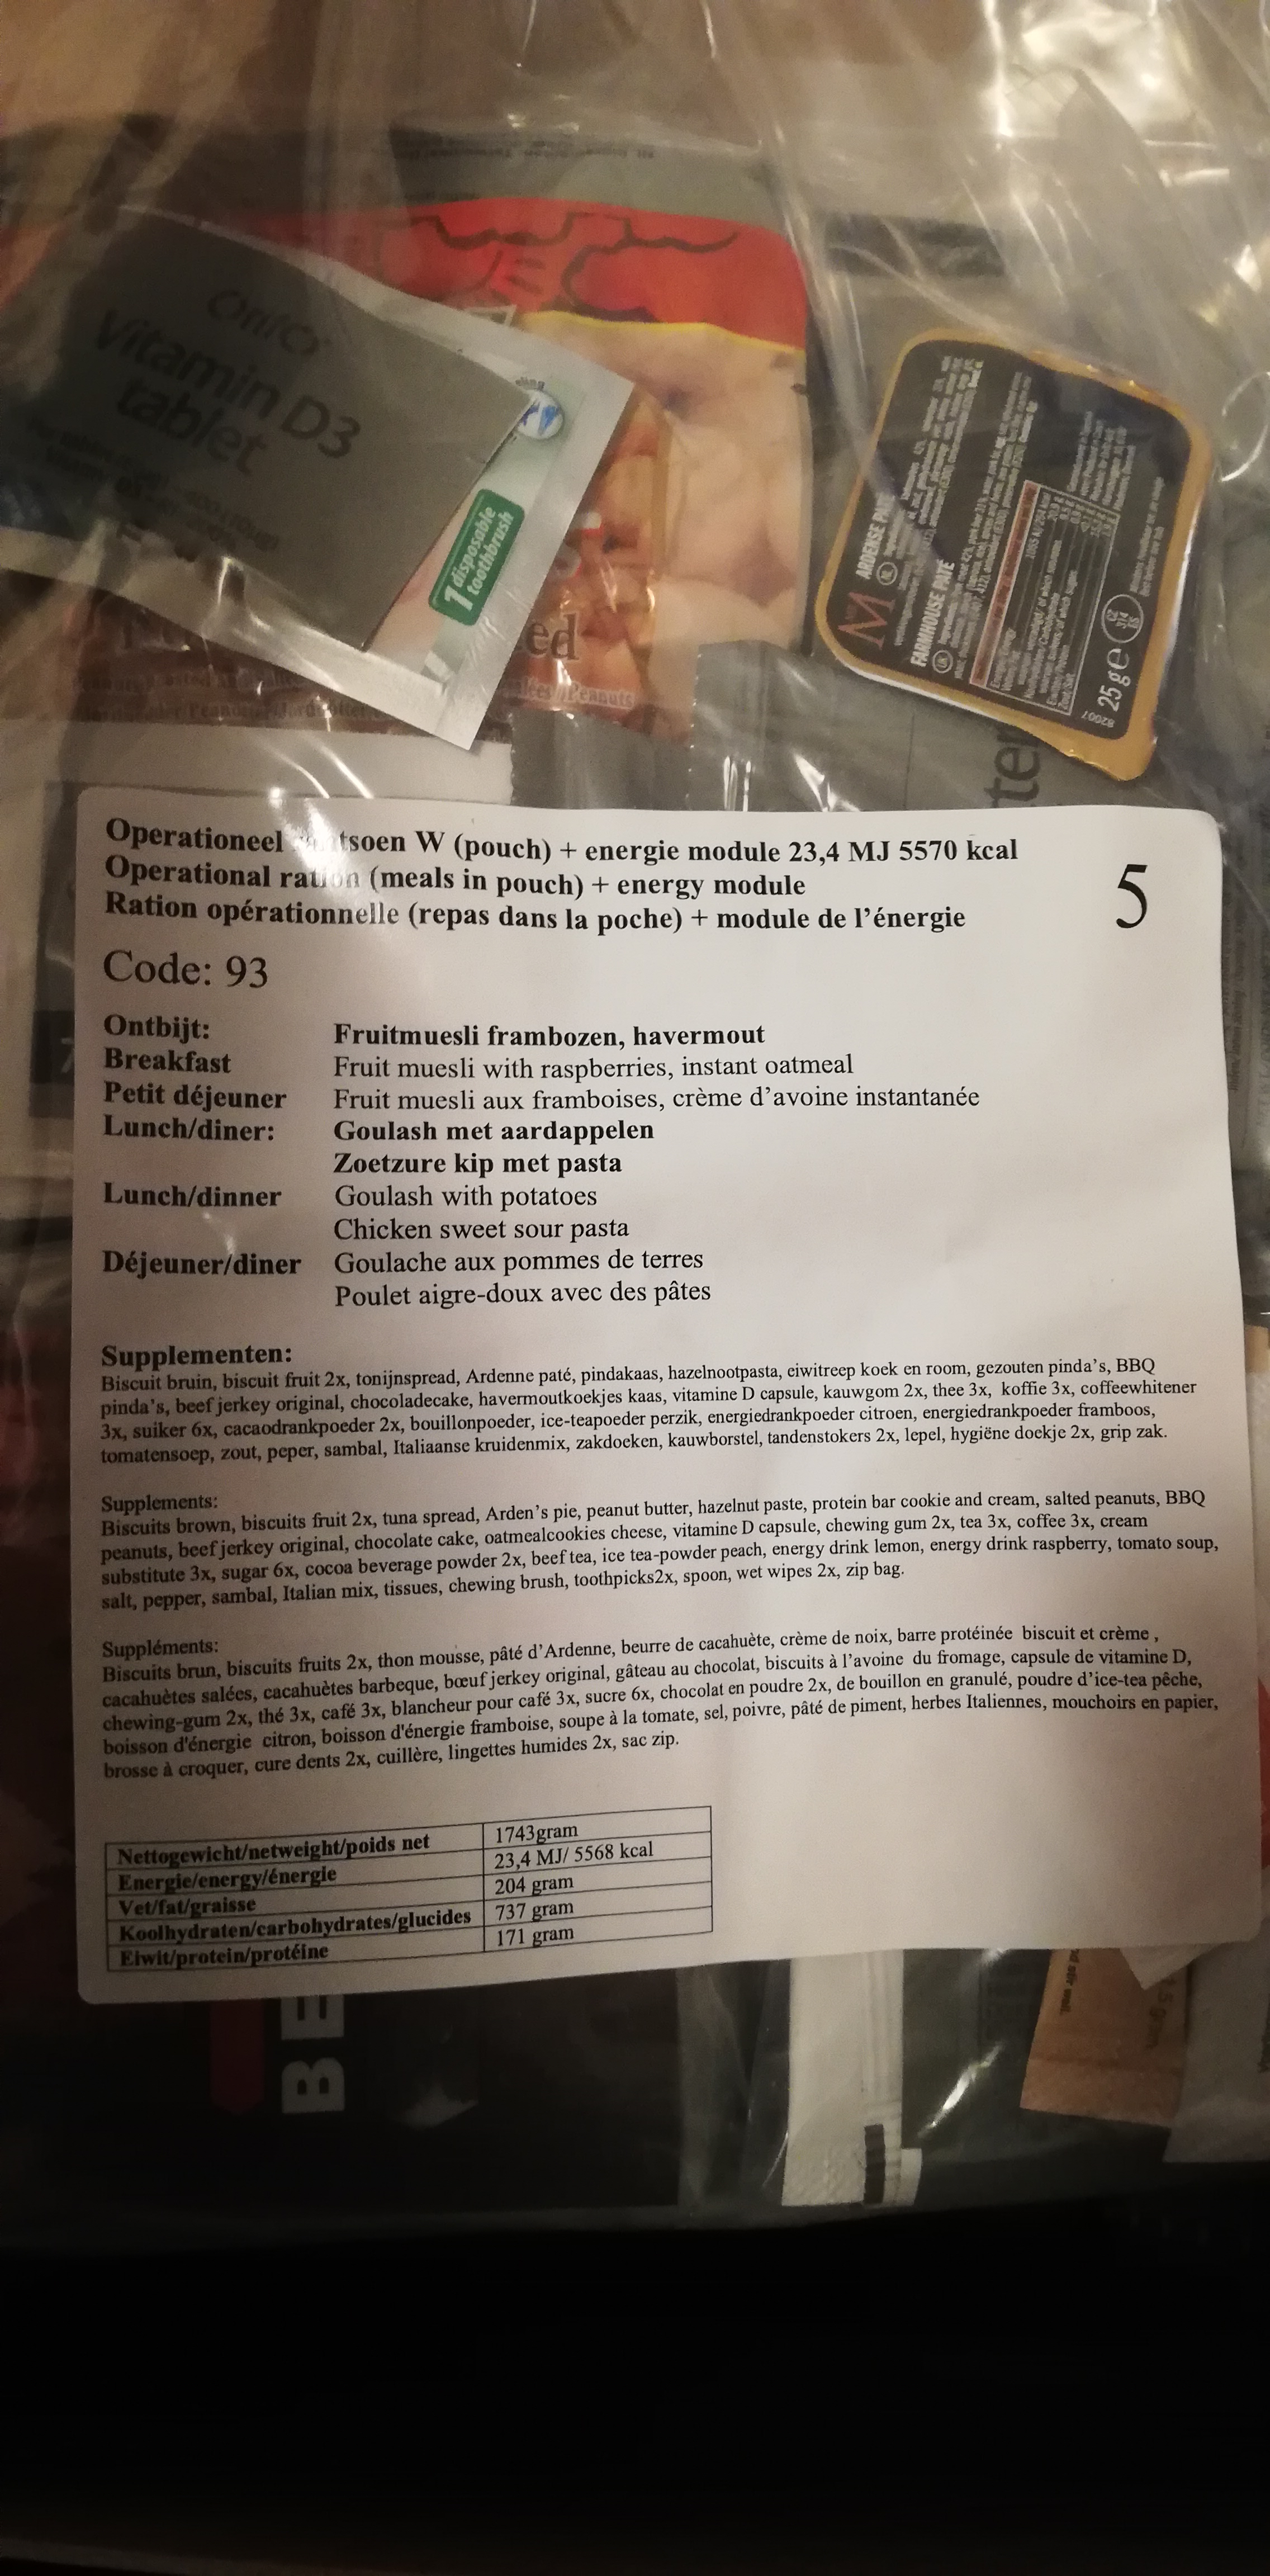 Orifo
Vitamin D3
tablet
1 disposable
toothbrush
ed
Peanuts
M
ARDENSE PATÉ
FARMHOUSE PATÉ
25 g e
82007
Operationeel tsoen W (pouch) + energie module 23,4 MJ 5570 kcal
Operational ration (meals in pouch) + energy module
Ration opérationnelle (repas dans la poche) + module de l'énergie
5
Code: 93
Ontbijt: Fruitmuesli frambozen, havermout
Breakfast Fruit muesli with raspberries, instant oatmeal
Petit déjeuner Fruit muesli aux framboises, crème d'avoine instantanée
Lunch/diner: Goulash met aardappelen
Zoetzure kip met pasta
Lunch/dinner Goulash with potatoes
Chicken sweet sour pasta
Déjeuner/diner Goulache aux pommes de terres
Poulet aigre-doux avec des pâtes
Supplementen:
Biscuit bruin, biscuit fruit 2x, tonijnspread, Ardenne paté, pindakaas, hazelnootpasta, eiwitreep koek en room, gezouten pinda's, BBQ
pinda's, beef jerkey original, chocoladecake, havermoutkoekjes kaas, vitamine D capsule, kauwgom 2x, thee 3x, koffie 3x, coffeewhitener
3x, suiker 6x, cacaodrankpoeder 2x, bouillonpoeder, ice-teapoeder perzik, energiedrankpoeder citroen, energiedrankpoeder framboos,
tomatensoep, zout, peper, sambal, Italiaanse kruidenmix, zakdoeken, kauwborstel, tandenstokers 2x, lepel, hygiëne doekje 2x, grip zak.
Supplements:
Biscuits brown, biscuits fruit 2x, tuna spread, Arden's pie, peanut butter, hazelnut paste, protein bar cookie and cream, salted peanuts, BBQ
peanuts, beef jerkey original, chocolate cake, oatmealcookies cheese, vitamine D capsule, chewing gum 2x, tea 3x, coffee 3x, cream
substitute 3x, sugar 6x, cocoa beverage powder 2x, beef tea, ice tea-powder peach, energy drink lemon, energy drink raspberry, tomato soup,
salt, pepper, sambal, Italian mix, tissues, chewing brush, toothpicks2x, spoon, wet wipes 2x, zip bag.
Suppléments:
Biscuits brun, biscuits fruits 2x, thon mousse, pâté d'Ardenne, beurre de cacahuète, crème de noix, barre protéinée biscuit et crème ,
cacahuètes salées, cacahuètes barbeque, bœuf jerkey original, gâteau au chocolat, biscuits à l'avoine du fromage, capsule de vitamine D,
chewing-gum 2x, thé 3x, café 3x, blancheur pour café 3x, sucre 6x, chocolat en poudre 2x, de bouillon en granulé, poudre d'ice-tea pêche,
boisson d'énergie citron, boisson d'énergie framboise, soupe à la tomate, sel, poivre, pâté de piment, herbes Italiennes, mouchoirs en papier,
brosse à croquer, cure dents 2x, cuillère, lingettes humides 2x, sac zip.
Nettogewicht/netweight/poids net 1743gram
Energie/energy/énergie 23,4 MJ/ 5568 kcal
Vet/fat/graisse 204 gram
Koolhydraten/carbohydrates/glucides 737 gram
Eiwit/protein/protéine 171 gram
BE